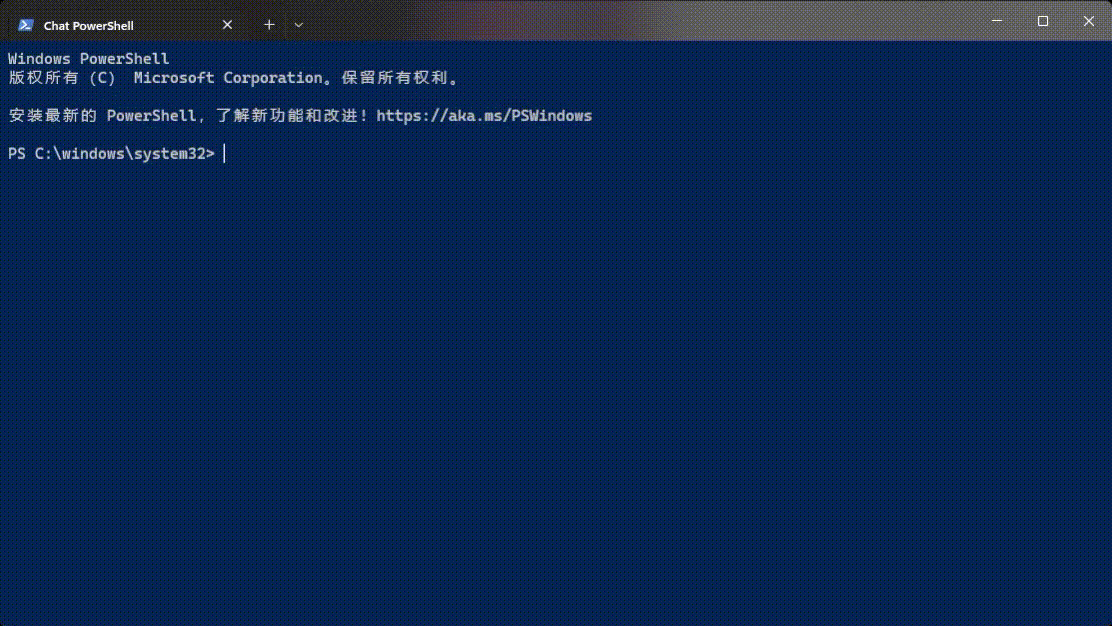 Chat PowerShell
Windows PowerShell
版权所有 (C)  Microsoft Corporation。保留所有权利。
安装最新的 PowerShell，了解新功能和改进！https://aka.ms/PSWindows
PS C:\windows\system32>